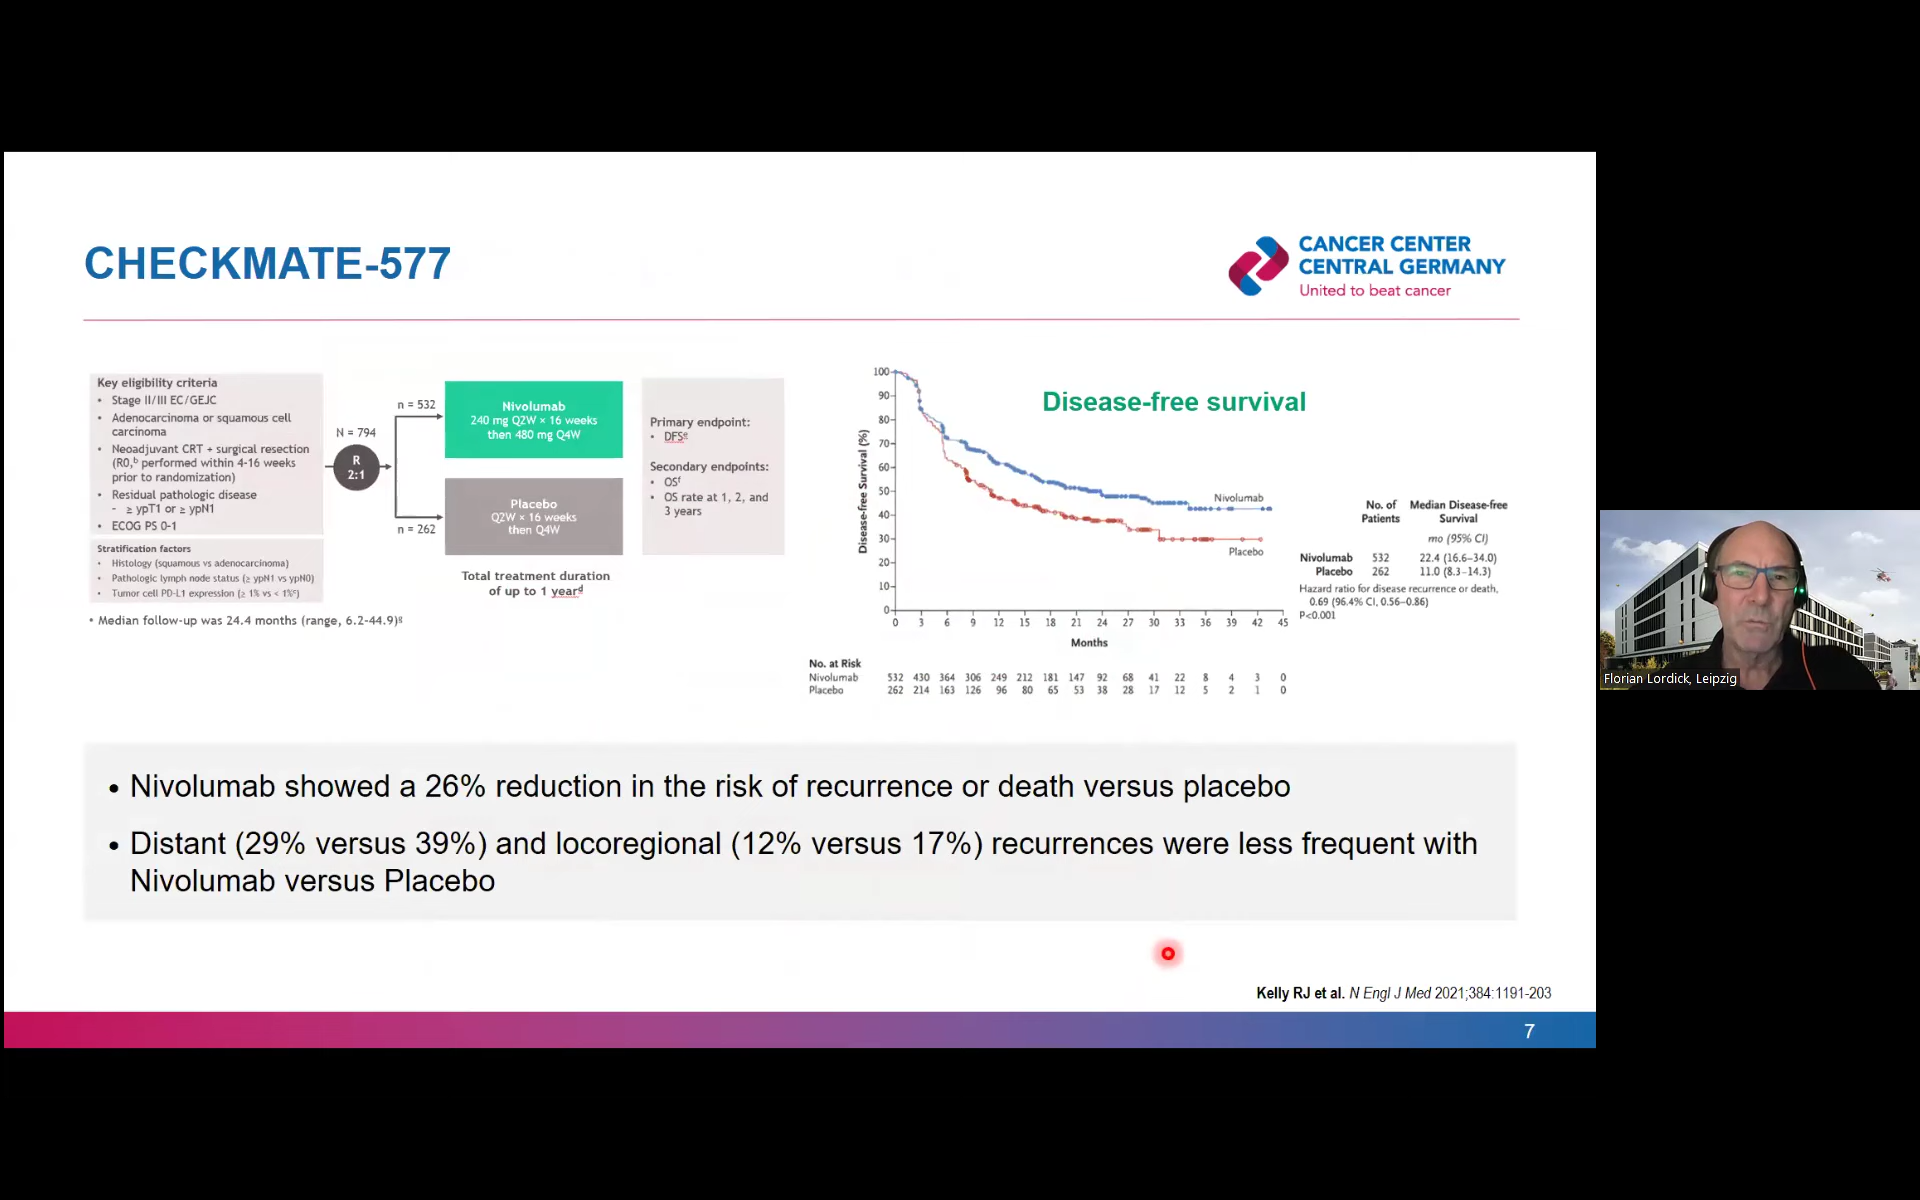 CHECKMATE-577
CANCER CENTER
CENTRAL GERMANY
United to beat cancer
Key eligibility criteria
• Stage II/III EC/GEJC
• Adenocarcinoma or squamous cell
carcinoma
• Neoadjuvant CRT + surgical resection
(R0,ᵇ performed within 4-16 weeks
prior to randomization)
• Residual pathologic disease
- ≥ ypT1 or ≥ ypN1
• ECOG PS 0-1
Stratification factors
• Histology (squamous vs adenocarcinoma)
• Pathologic lymph node status (≥ ypN1 vs ypN0)
• Tumor cell PD-L1 expression (≥ 1% vs < 1%ᶜ)
• Median follow-up was 24.4 months (range, 6.2-44.9)ᵍ
N = 794
R
2:1
n = 532
n = 262
Nivolumab
240 mg Q2W × 16 weeks
then 480 mg Q4W
Placebo
Q2W × 16 weeks
then Q4W
Total treatment duration
of up to 1 yearᵈ
Primary endpoint:
• DFSᵉ
Secondary endpoints:
• OSᶠ
• OS rate at 1, 2, and
3 years
Disease-free survival
Disease-free Survival (%)
100
90
80
70
60
50
40
30
20
10
0
Nivolumab
Placebo
0 3 6 9 12 15 18 21 24 27 30 33 36 39 42 45
Months
No. at Risk
Nivolumab 532 430 364 306 249 212 181 147 92 68 41 22 8 4 3 0
Placebo 262 214 163 126 96 80 65 53 38 28 17 12 5 2 1 0
No. of Median Disease-free
Patients Survival
mo (95% CI)
Nivolumab 532 22.4 (16.6–34.0)
Placebo 262 11.0 (8.3–14.3)
Hazard ratio for disease recurrence or death,
0.69 (96.4% CI, 0.56–0.86)
P<0.001
• Nivolumab showed a 26% reduction in the risk of recurrence or death versus placebo
• Distant (29% versus 39%) and locoregional (12% versus 17%) recurrences were less frequent with
Nivolumab versus Placebo
Kelly RJ et al. N Engl J Med 2021;384:1191-203
7
Florian Lordick, Leipzig